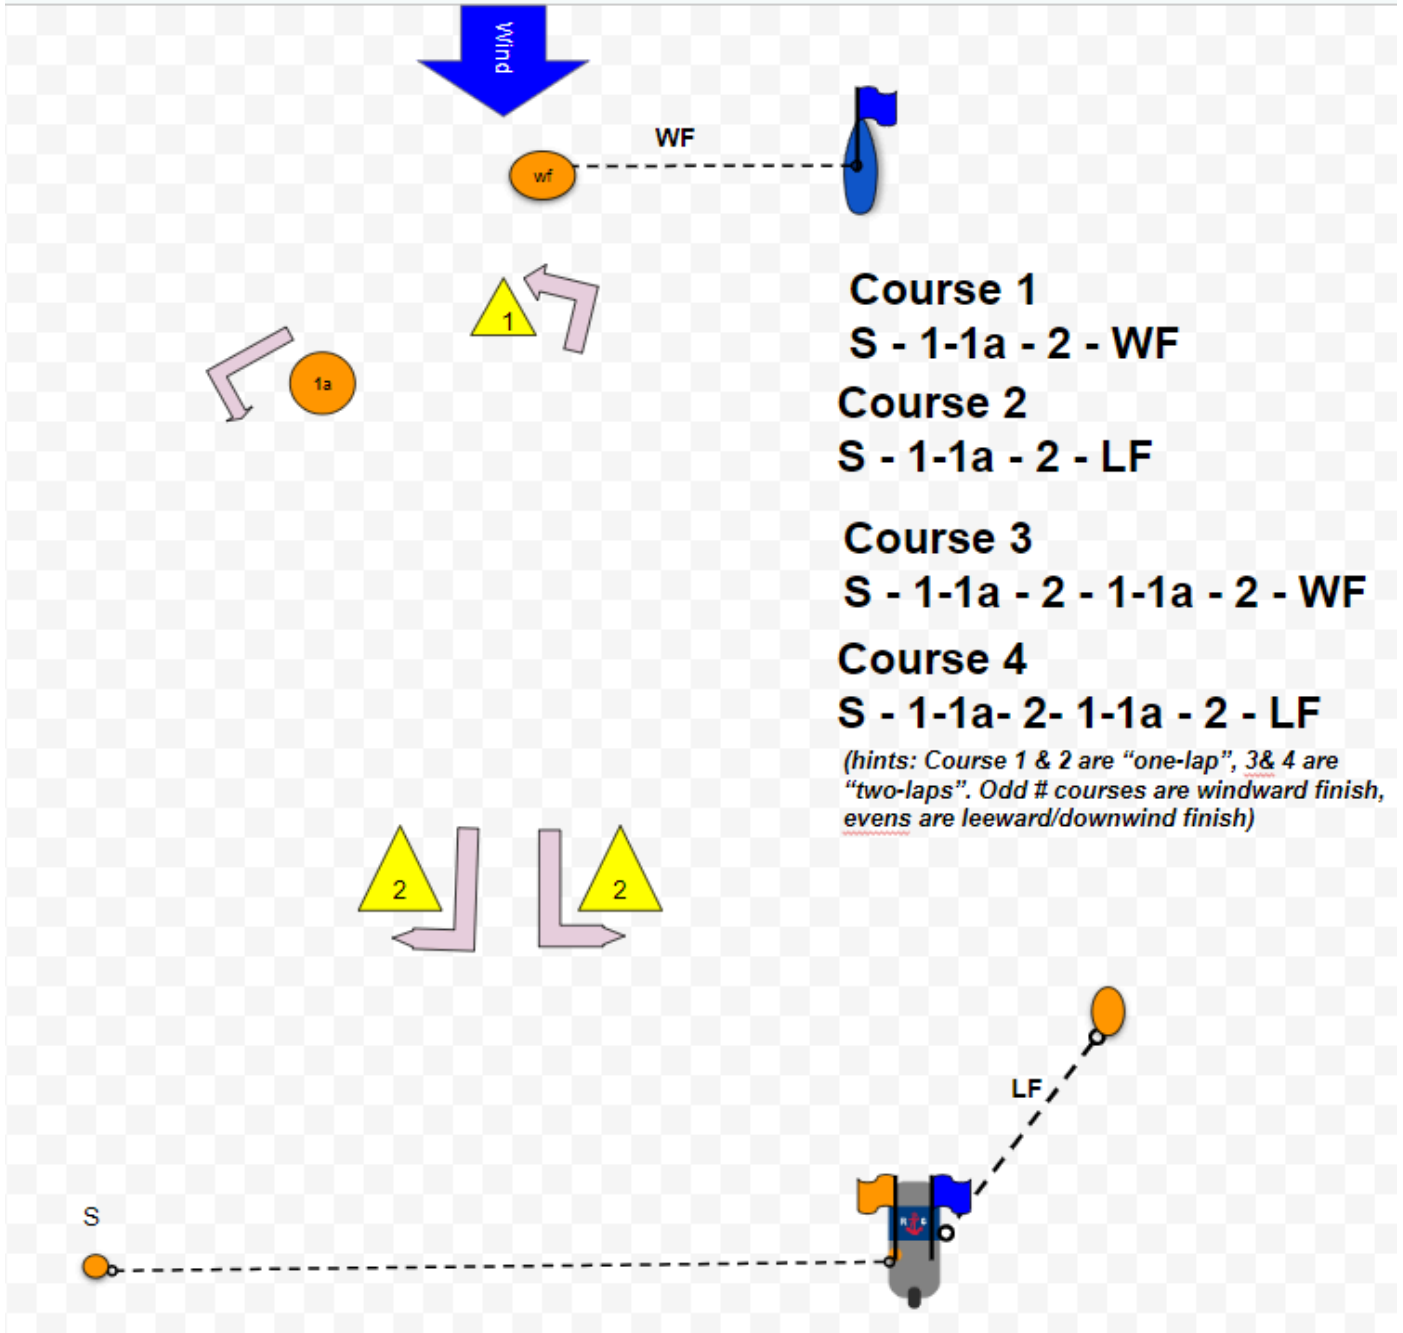 Wind
WF
wf
1
1a
Course 1
S - 1-1a - 2 - WF
Course 2
S - 1-1a - 2 - LF
Course 3
S - 1-1a - 2 - 1-1a - 2 - WF
Course 4
S - 1-1a- 2- 1-1a - 2 - LF
(hints: Course 1 & 2 are “one-lap”, 3& 4 are
“two-laps”. Odd # courses are windward finish,
evens are leeward/downwind finish)
2
2
LF
S
R